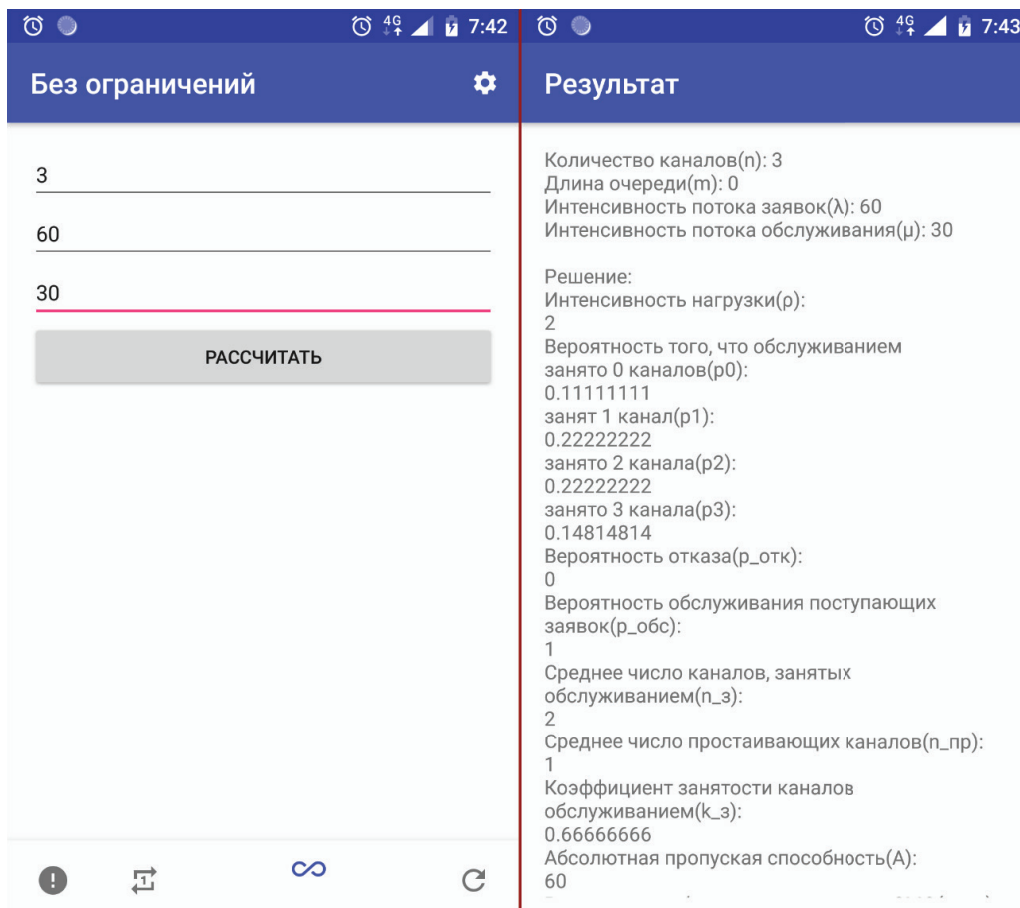 4G 7:42
Без ограничений
3
60
30
РАССЧИТАТЬ
1
4G 7:43
Результат
Количество каналов(n): 3
Длина очереди(m): 0
Интенсивность потока заявок(λ): 60
Интенсивность потока обслуживания(μ): 30
Решение:
Интенсивность нагрузки(ρ):
2
Вероятность того, что обслуживанием
занято 0 каналов(p0):
0.11111111
занят 1 канал(p1):
0.22222222
занято 2 канала(p2):
0.22222222
занято 3 канала(p3):
0.14814814
Вероятность отказа(p_отк):
0
Вероятность обслуживания поступающих
заявок(p_обс):
1
Среднее число каналов, занятых
обслуживанием(n_з):
2
Среднее число простаивающих каналов(n_пр):
1
Коэффициент занятости каналов
обслуживанием(k_з):
0.66666666
Абсолютная пропуская способность(A):
60